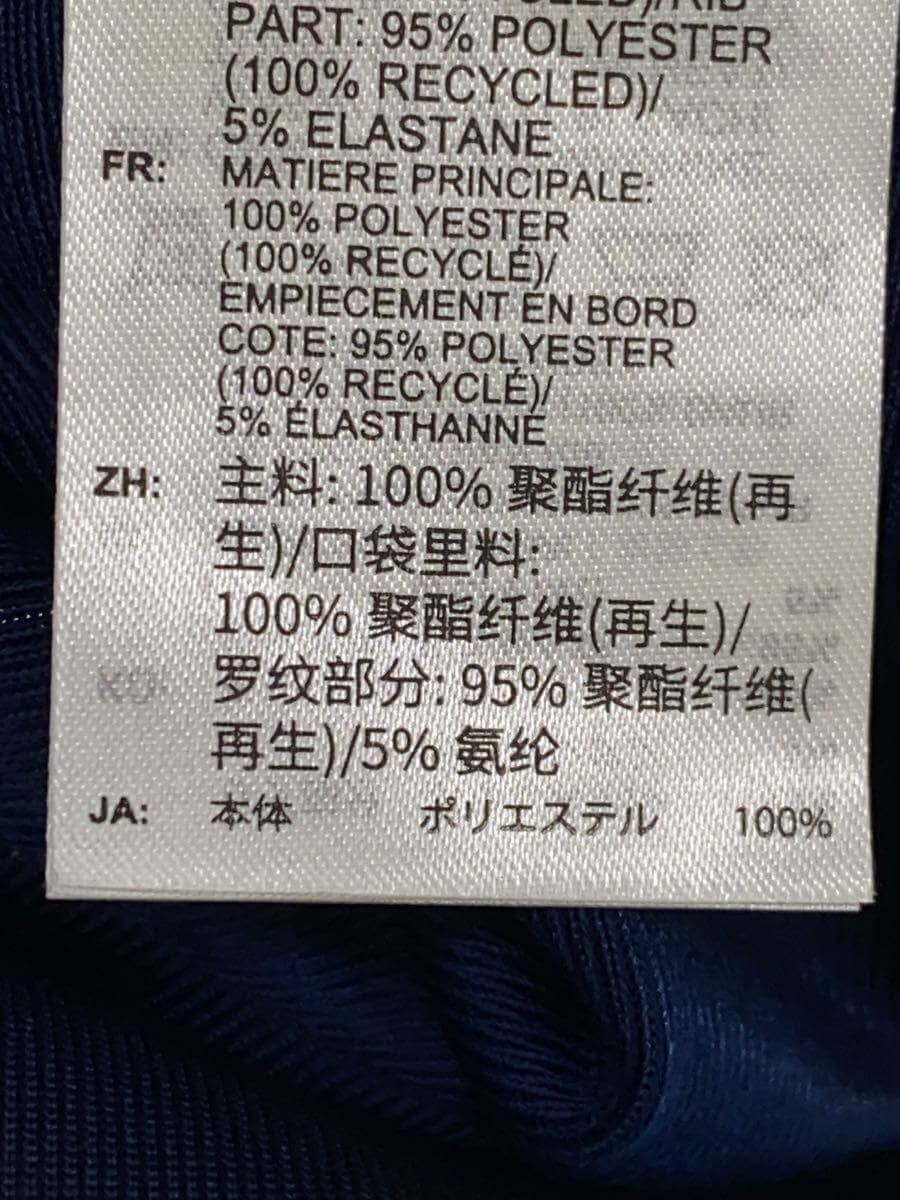 PART: 95% POLYESTER
(100% RECYCLED)/
5% ELASTANE
FR: MATIERE PRINCIPALE:
100% POLYESTER
(100% RECYCLÉ)/
EMPIECEMENT EN BORD
COTE: 95% POLYESTER
(100% RECYCLÉ)/
5% ÉLASTHANNE
ZH: 主料: 100% 聚酯纤维(再
生)/口袋里料:
100% 聚酯纤维(再生)/
罗纹部分: 95% 聚酯纤维(
再生)/5% 氨纶
JA: 本体 ポリエステル 100%